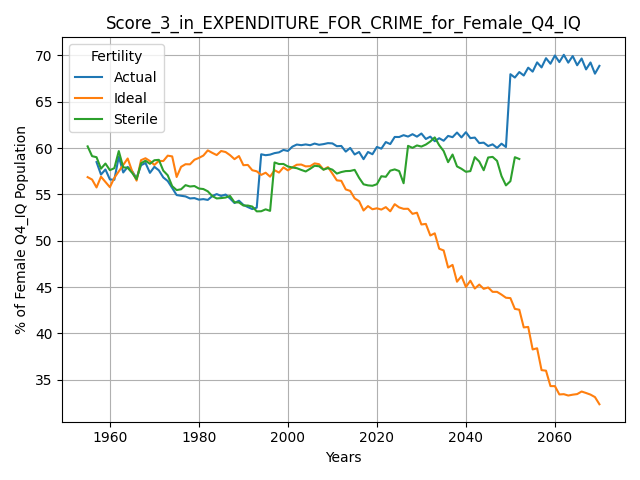 Score_3_in_EXPENDITURE_FOR_CRIME_for_Female_Q4_IQ
Fertility
Actual
Ideal
Sterile
% of Female Q4_IQ Population
70
65
60
55
50
45
40
35
1960
1980
2000
2020
2040
2060
Years